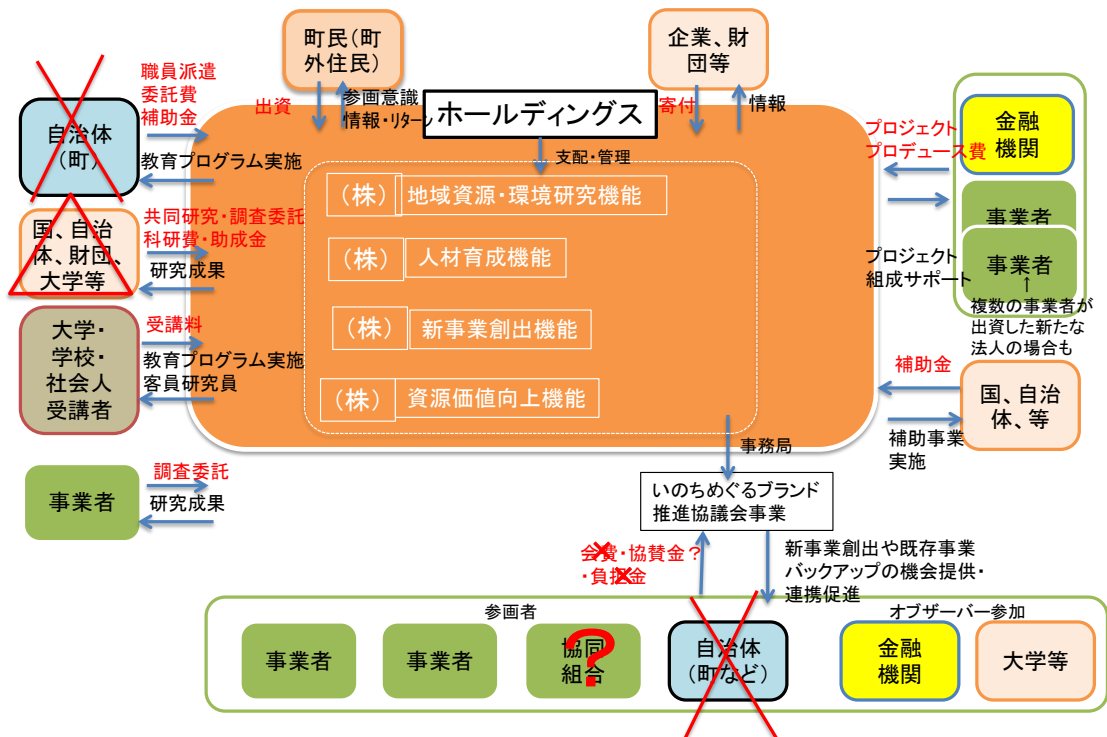 町民(町
外住民)
企業、財
団等
職員派遣
委託費
補助金
出資
参画意識
情報・リターン
ホールディングス
寄付
情報
自治体
(町)
教育プログラム実施
支配・管理
プロジェクト
プロデュース費
金融
機関
(株)
地域資源・環境研究機能
国、自治
体、財団、
大学等
共同研究・調査委託
科研費・助成金
研究成果
(株)
人材育成機能
事業者
プロジェクト
組成サポート
事業者
↑
複数の事業者が
出資した新たな
法人の場合も
大学・
学校・
社会人
受講者
受講料
教育プログラム実施
客員研究員
(株)
新事業創出機能
(株)
資源価値向上機能
補助金
国、自治
体、等
補助事業
実施
事務局
事業者
調査委託
研究成果
いのちめぐるブランド
推進協議会事業
会費・協賛金?
・負担金
新事業創出や既存事業
バックアップの機会提供・
連携促進
参画者
オブザーバー参加
事業者
事業者
協同
組合
?
自治体
(町など)
金融
機関
大学等